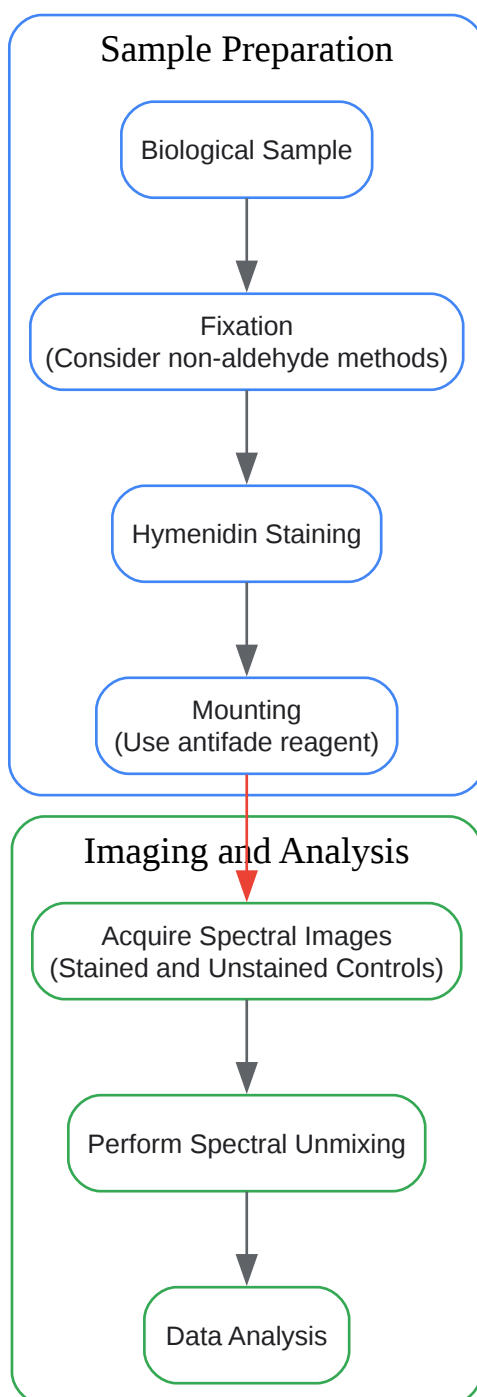 Sample Preparation
Biological Sample
Fixation
(Consider non-aldehyde methods)
Hymenidin Staining
Mounting
(Use antifade reagent)
Imaging and Analysis
Acquire Spectral Images
(Stained and Unstained Controls)
Perform Spectral Unmixing
Data Analysis